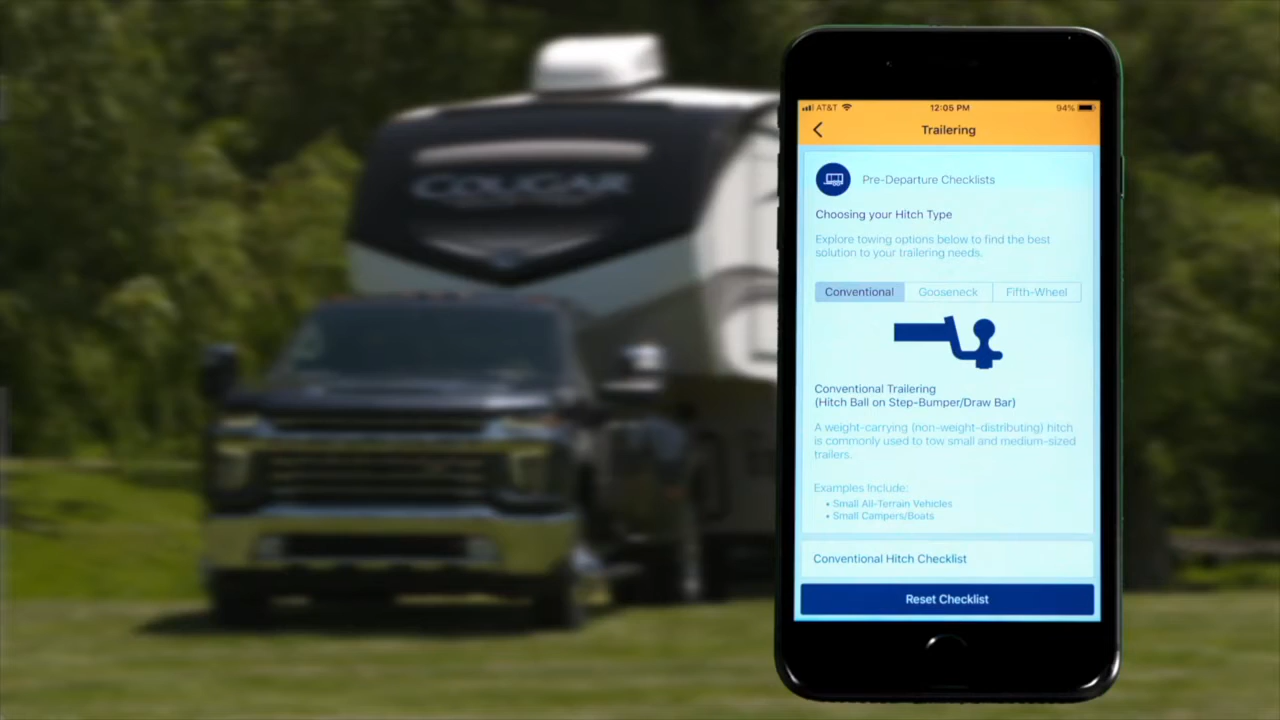 COUGAR
AT&T 12:05 PM 94%
Trailering
Pre-Departure Checklists
Choosing your Hitch Type
Explore towing options below to find the best
solution to your trailering needs.
Conventional Gooseneck Fifth-Wheel
Conventional Trailering
(Hitch Ball on Step-Bumper/Draw Bar)
A weight-carrying (non-weight-distributing) hitch
is commonly used to tow small and medium-sized
trailers.
Examples Include:
• Small All-Terrain Vehicles
• Small Campers/Boats
Conventional Hitch Checklist
Reset Checklist